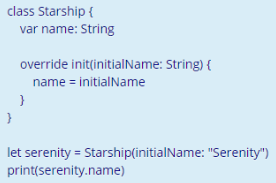 class Starship {
    var name: String

    override init(initialName: String) {
        name = initialName
    }
}

let serenity = Starship(initialName: "Serenity")
print(serenity.name)